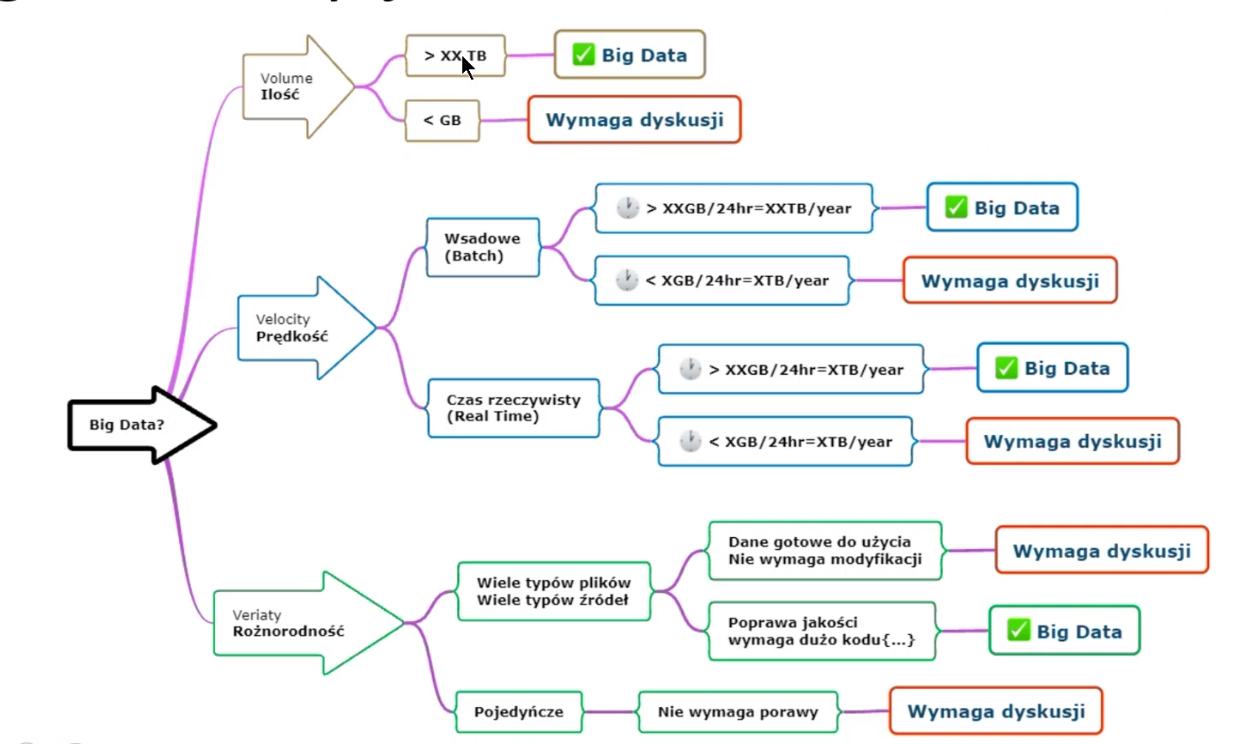 Volume
Ilość
> XX TB
✅ Big Data
< GB
Wymaga dyskusji
Velocity
Prędkość
Wsadowe
(Batch)
> XXGB/24hr=XXTB/year
✅ Big Data
< XGB/24hr=XTB/year
Wymaga dyskusji
Czas rzeczywisty
(Real Time)
> XXGB/24hr=XTB/year
✅ Big Data
< XGB/24hr=XTB/year
Wymaga dyskusji
Big Data?
Veriaty
Rożnorodność
Wiele typów plików
Wiele typów źródeł
Dane gotowe do użycia
Nie wymaga modyfikacji
Wymaga dyskusji
Poprawa jakości
wymaga dużo kodu{...}
✅ Big Data
Pojedyńcze
Nie wymaga porawy
Wymaga dyskusji